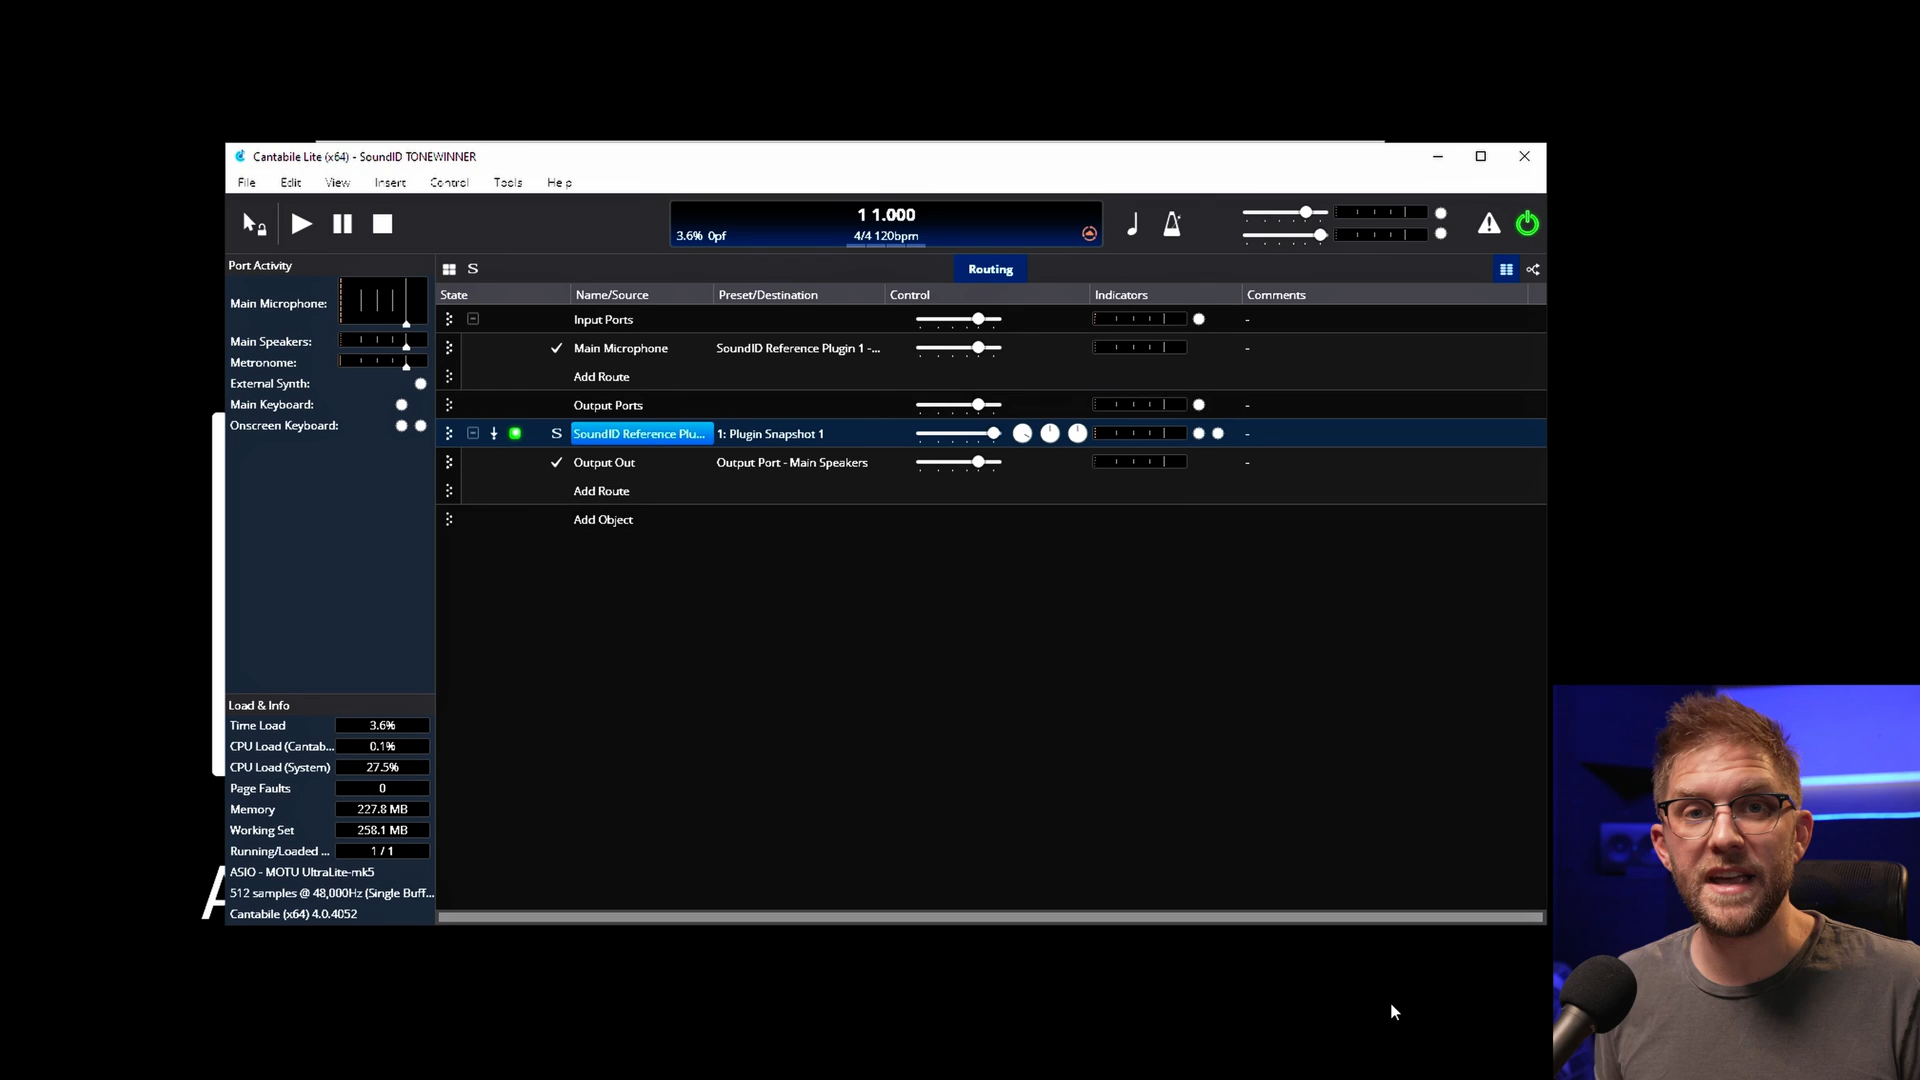 Cantabile Lite (x64) - SoundID TONEWINNER
File Edit View Insert Control Tools Help
1 1.000
3.6% 0pf 4/4 120bpm
Port Activity
S Routing
State Name/Source Preset/Destination Control Indicators Comments
Main Microphone:
Input Ports -
Main Speakers:
Main Microphone SoundID Reference Plugin 1 -... -
Metronome:
Add Route
External Synth:
Main Keyboard:
Output Ports -
Onscreen Keyboard:
S SoundID Reference Plu... 1: Plugin Snapshot 1 -
Output Out Output Port - Main Speakers -
Add Route
Add Object
Load & Info
Time Load 3.6%
CPU Load (Cantab... 0.1%
CPU Load (System) 27.5%
Page Faults 0
Memory 227.8 MB
Working Set 258.1 MB
Running/Loaded ... 1 / 1
ASIO - MOTU UltraLite-mk5
512 samples @ 48,000Hz (Single Buff...
Cantabile (x64) 4.0.4052